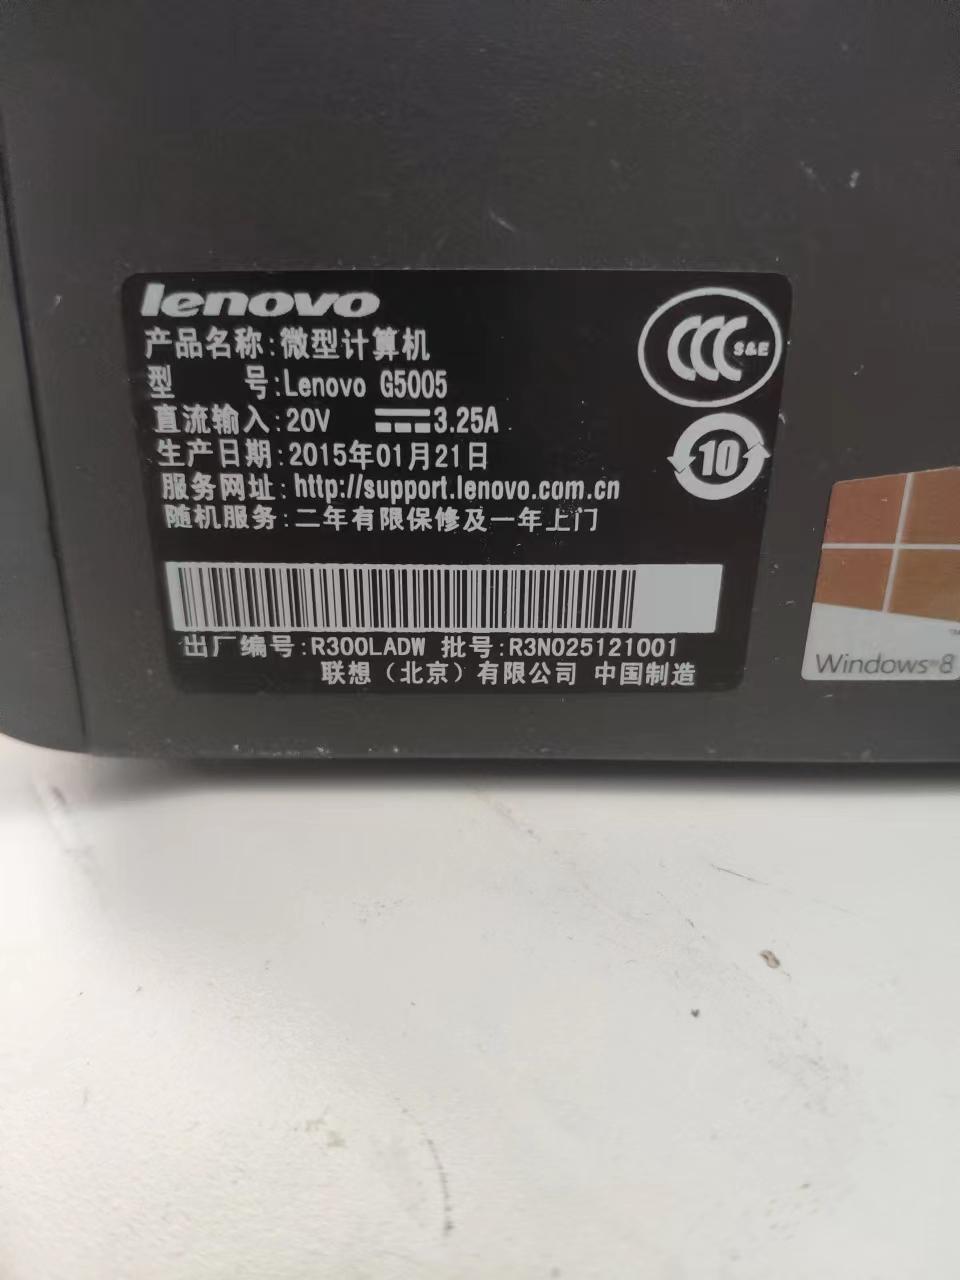 lenovo
产品名称:微型计算机
型 号:Lenovo G5005
直流输入:20V 3.25A
生产日期:2015年01月21日
服务网址:http://support.lenovo.com.cn
随机服务:二年有限保修及一年上门
出厂编号:R300LADW 批号:R3N025121001
联想（北京）有限公司 中国制造
CCC S&E
10
Windows®8™